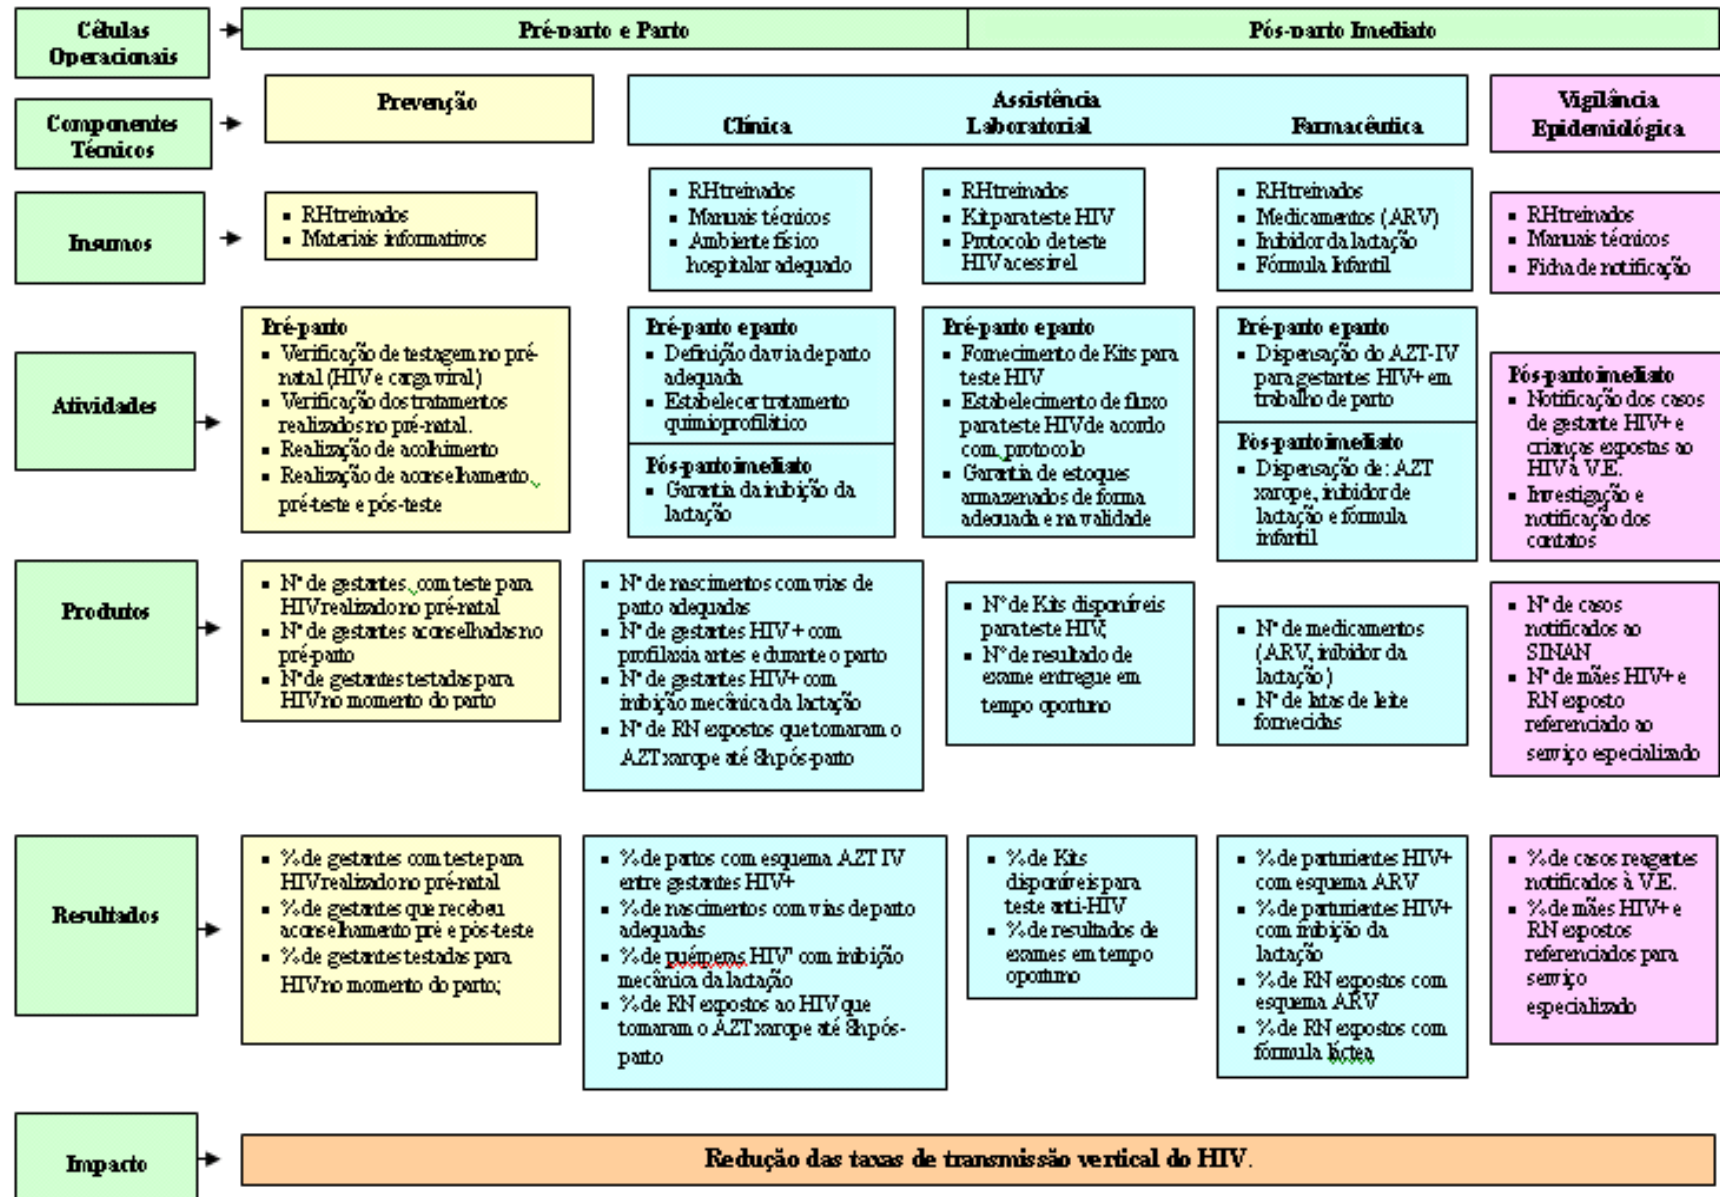 Células
Operacionais
Pré-parto e Parto
Pós-parto Imediato
Componentes
Técnicos
Prevenção
Assistência
Clínica
Laboratorial
Farmacêutica
Vigilância
Epidemiológica
Insumos
▪ RH treinados
▪ Materiais informativos
▪ RH treinados
▪ Manuais técnicos
▪ Ambiente físico
hospitalar adequado
▪ RH treinados
▪ Kit para teste HIV
▪ Protocolo de teste
HIV acessível
▪ RH treinados
▪ Medicamentos (ARV)
▪ Inibidor da lactação
▪ Fórmula Infantil
▪ RH treinados
▪ Manuais técnicos
▪ Ficha de notificação
Atividades
Pré-parto
▪ Verificação de testagem no pré-
natal (HIV e carga viral)
▪ Verificação dos tratamentos
realizados no pré-natal.
▪ Realização de acolhimento
▪ Realização de aconselhamento
pré-teste e pós-teste
Pré-parto e parto
▪ Definição da via de parto
adequada
▪ Estabelecer tratamento
quimioprofilático
Pós-parto imediato
▪ Garantia da inibição da
lactação
Pré-parto e parto
▪ Fornecimento de Kits para
teste HIV
▪ Estabelecimento de fluxo
para teste HIV de acordo
com protocolo
▪ Garantia de estoques
armazenados de forma
adequada e na validade
Pré-parto e parto
▪ Dispensação do AZT-IV
para gestantes HIV+ em
trabalho de parto
Pós-parto imediato
▪ Dispensação de: AZT
xarope, inibidor de
lactação e fórmula
infantil
Pós-parto imediato
▪ Notificação dos casos
de gestante HIV+ e
crianças expostas ao
HIV à V.E.
▪ Investigação e
notificação dos
contatos
Produtos
▪ N° de gestantes com teste para
HIV realizado no pré-natal
▪ N° de gestantes aconselhadas no
pré-parto
▪ N° de gestantes testadas para
HIV no momento do parto
▪ N° de nascimentos com vias de
parto adequadas
▪ N° de gestantes HIV + com
profilaxia antes e durante o parto
▪ N° de gestantes HIV+ com
inibição mecânica da lactação
▪ N° de RN expostos que tomaram o
AZT xarope até 8h pós-parto
▪ N° de Kits disponíveis
para teste HIV;
▪ N° de resultado de
exame entregue em
tempo oportuno
▪ N° de medicamentos
(ARV, inibidor da
lactação)
▪ N° de latas de leite
fornecidas
▪ N° de casos
notificados ao
SINAN
▪ N° de mães HIV+ e
RN exposto
referenciado ao
serviço especializado
Resultados
▪ % de gestantes com teste para
HIV realizado no pré-natal
▪ % de gestantes que recebeu
aconselhamento pré e pós-teste
▪ % de gestantes testadas para
HIV no momento do parto;
▪ % de partos com esquema AZT IV
entre gestantes HIV+
▪ % de nascimentos com vias de parto
adequadas
▪ % de puérperas HIV⁺ com inibição
mecânica da lactação
▪ % de RN expostos ao HIV que
tomaram o AZT xarope até 8h pós-
parto
▪ % de Kits
disponíveis para
teste anti-HIV
▪ % de resultados de
exames em tempo
oportuno
▪ % de parturientes HIV+
com esquema ARV
▪ % de parturientes HIV+
com inibição da
lactação
▪ % de RN expostos com
esquema ARV
▪ % de RN expostos com
fórmula láctea
▪ % de casos reagentes
notificados à V.E.
▪ % de mães HIV+ e
RN expostos
referenciados para
serviço
especializado
Impacto
Redução das taxas de transmissão vertical do HIV.